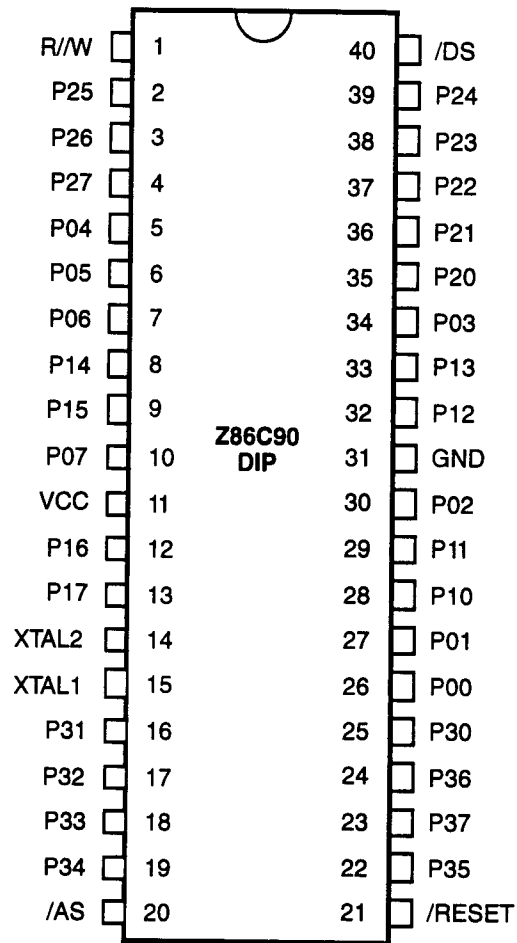 R//W 1 40 /DS
P25 2 39 P24
P26 3 38 P23
P27 4 37 P22
P04 5 36 P21
P05 6 35 P20
P06 7 34 P03
P14 8 33 P13
P15 9 32 P12
Z86C90
DIP
P07 10 31 GND
VCC 11 30 P02
P16 12 29 P11
P17 13 28 P10
XTAL2 14 27 P01
XTAL1 15 26 P00
P31 16 25 P30
P32 17 24 P36
P33 18 23 P37
P34 19 22 P35
/AS 20 21 /RESET